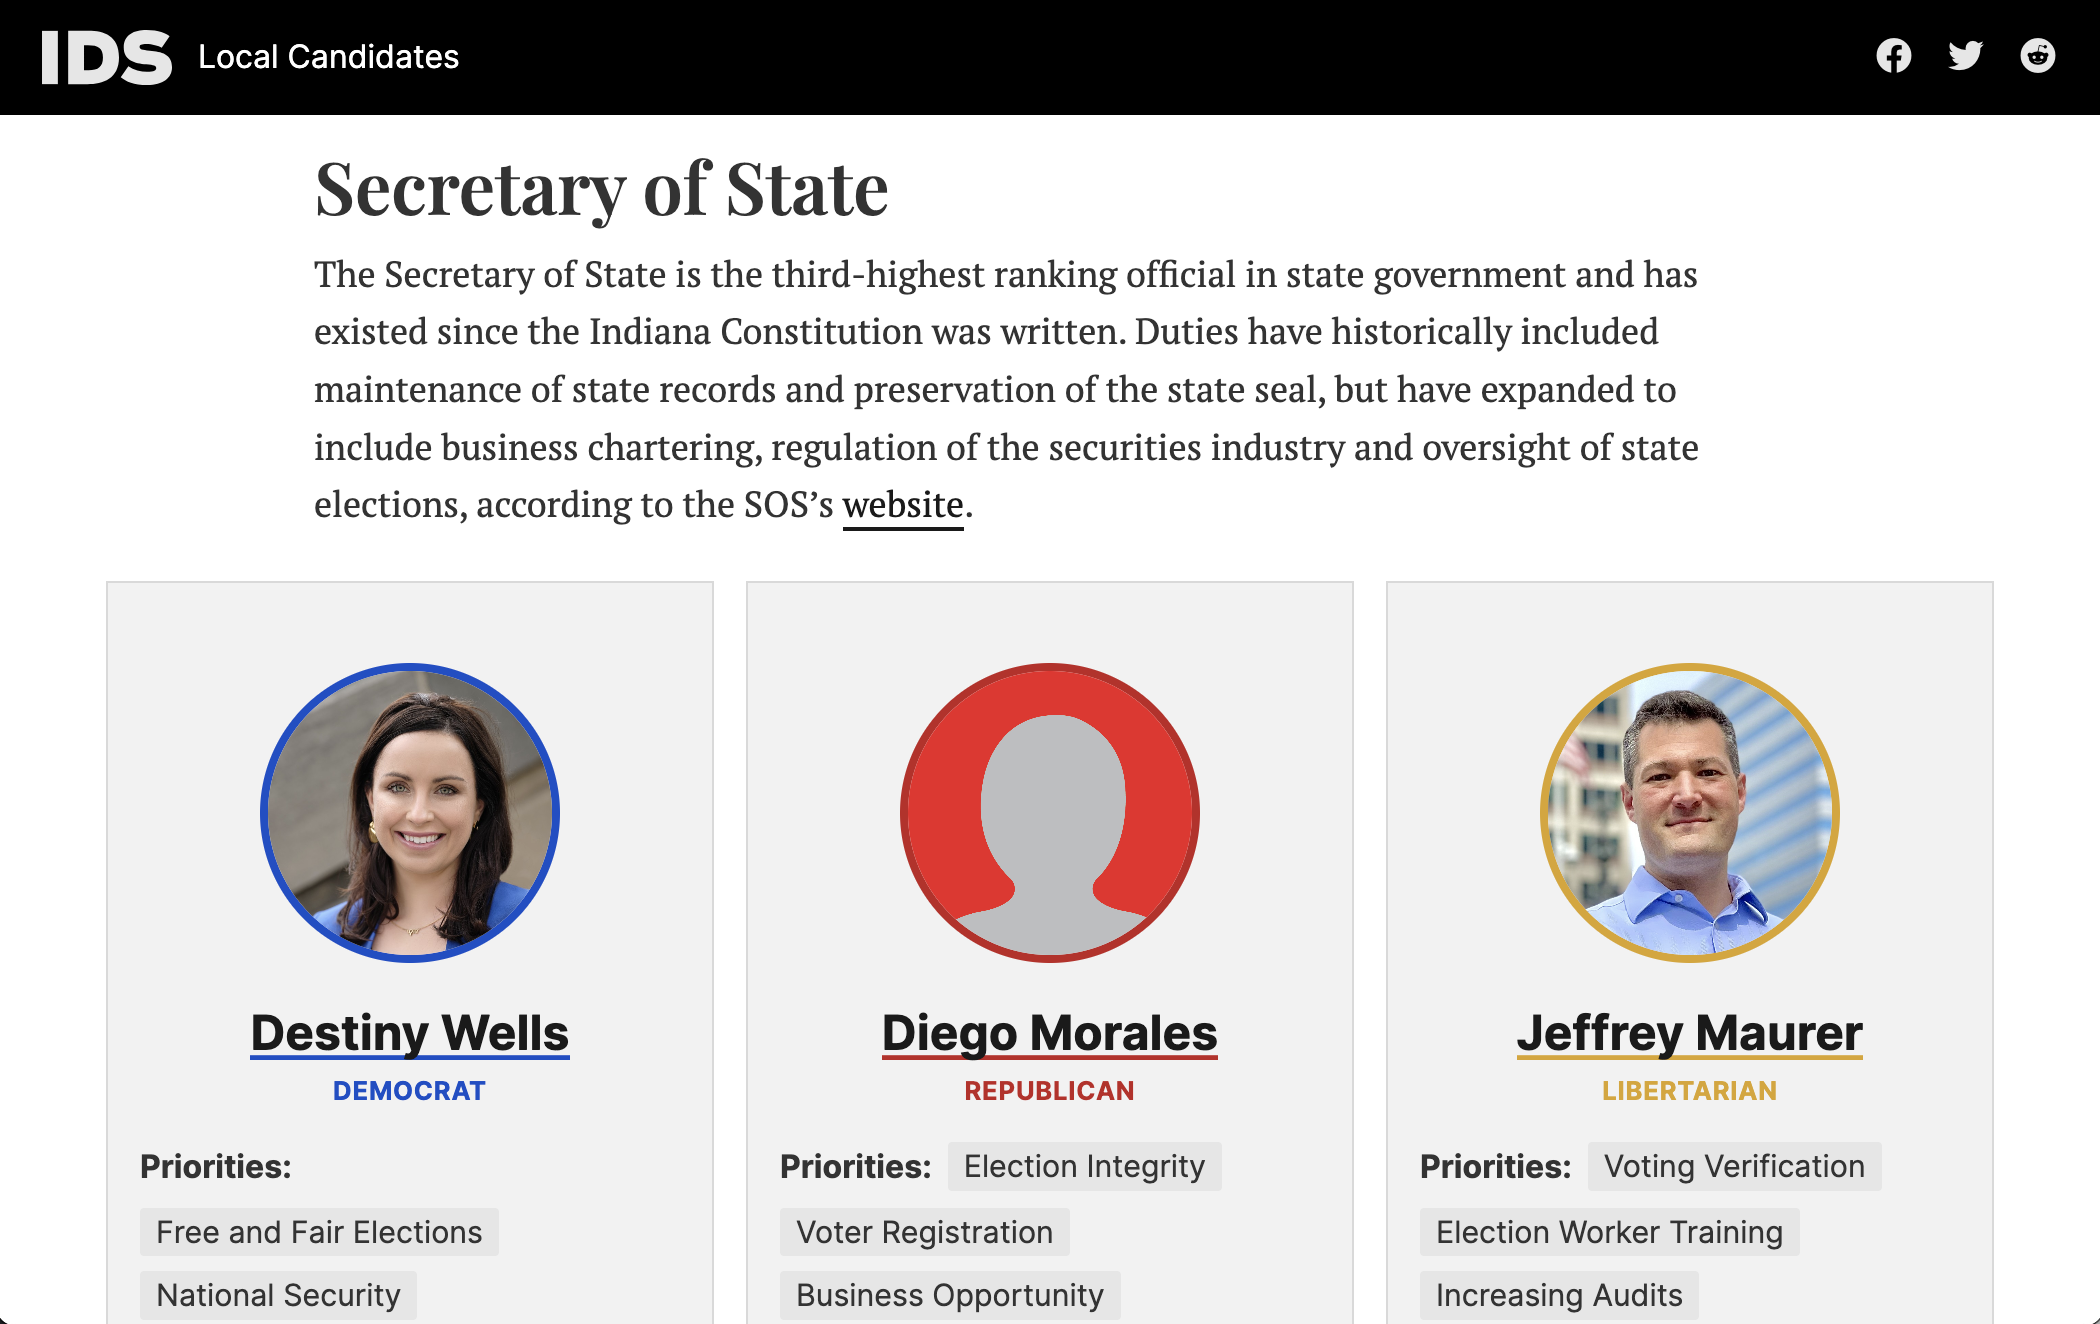 IDS Local Candidates
Secretary of State
The Secretary of State is the third-highest ranking official in state government and has
existed since the Indiana Constitution was written. Duties have historically included
maintenance of state records and preservation of the state seal, but have expanded to
include business chartering, regulation of the securities industry and oversight of state
elections, according to the SOS’s website.
Destiny Wells
DEMOCRAT
Priorities:
Free and Fair Elections
National Security
Diego Morales
REPUBLICAN
Priorities: Election Integrity
Voter Registration
Business Opportunity
Jeffrey Maurer
LIBERTARIAN
Priorities: Voting Verification
Election Worker Training
Increasing Audits